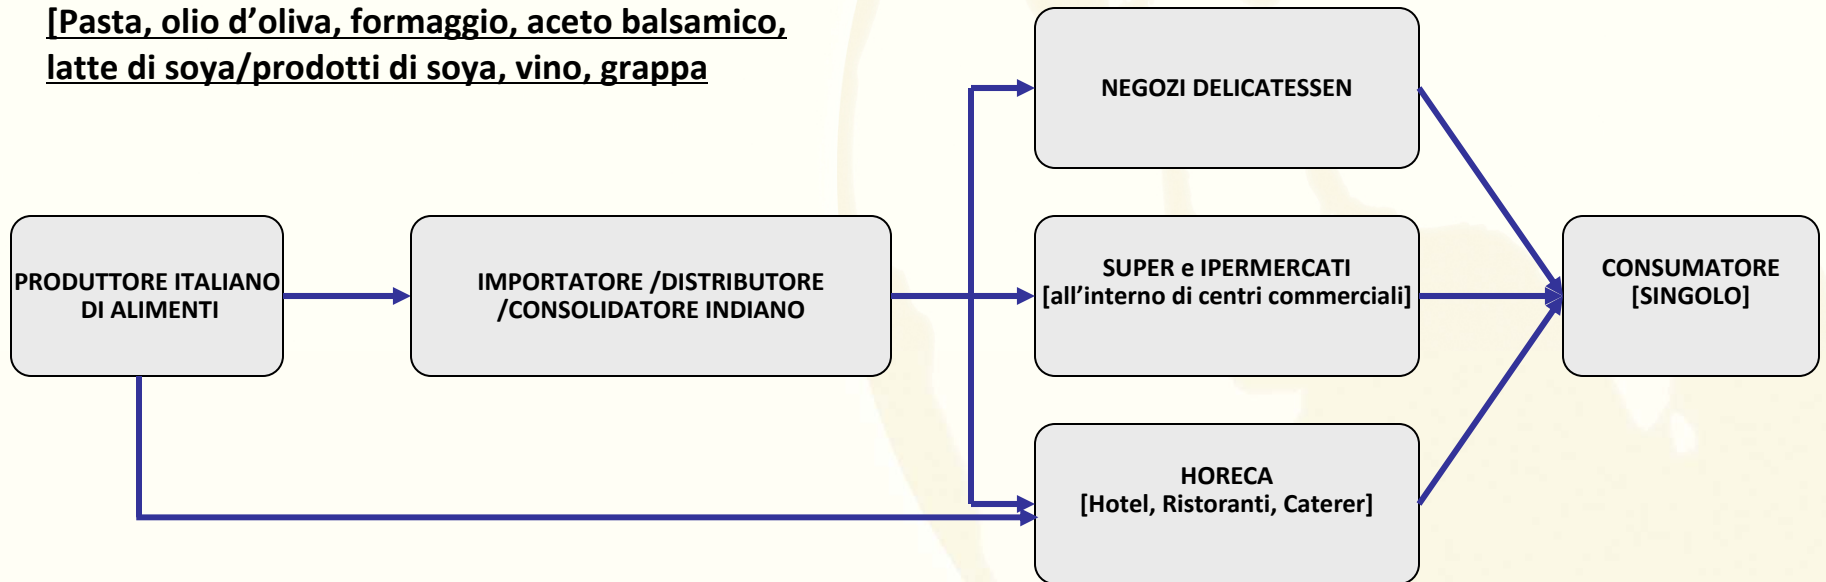 [Pasta, olio d’oliva, formaggio, aceto balsamico,
latte di soya/prodotti di soya, vino, grappa
NEGOZI DELICATESSEN
PRODUTTORE ITALIANO
DI ALIMENTI
IMPORTATORE /DISTRIBUTORE
/CONSOLIDATORE INDIANO
SUPER e IPERMERCATI
[all’interno di centri commerciali]
CONSUMATORE
[SINGOLO]
HORECA
[Hotel, Ristoranti, Caterer]